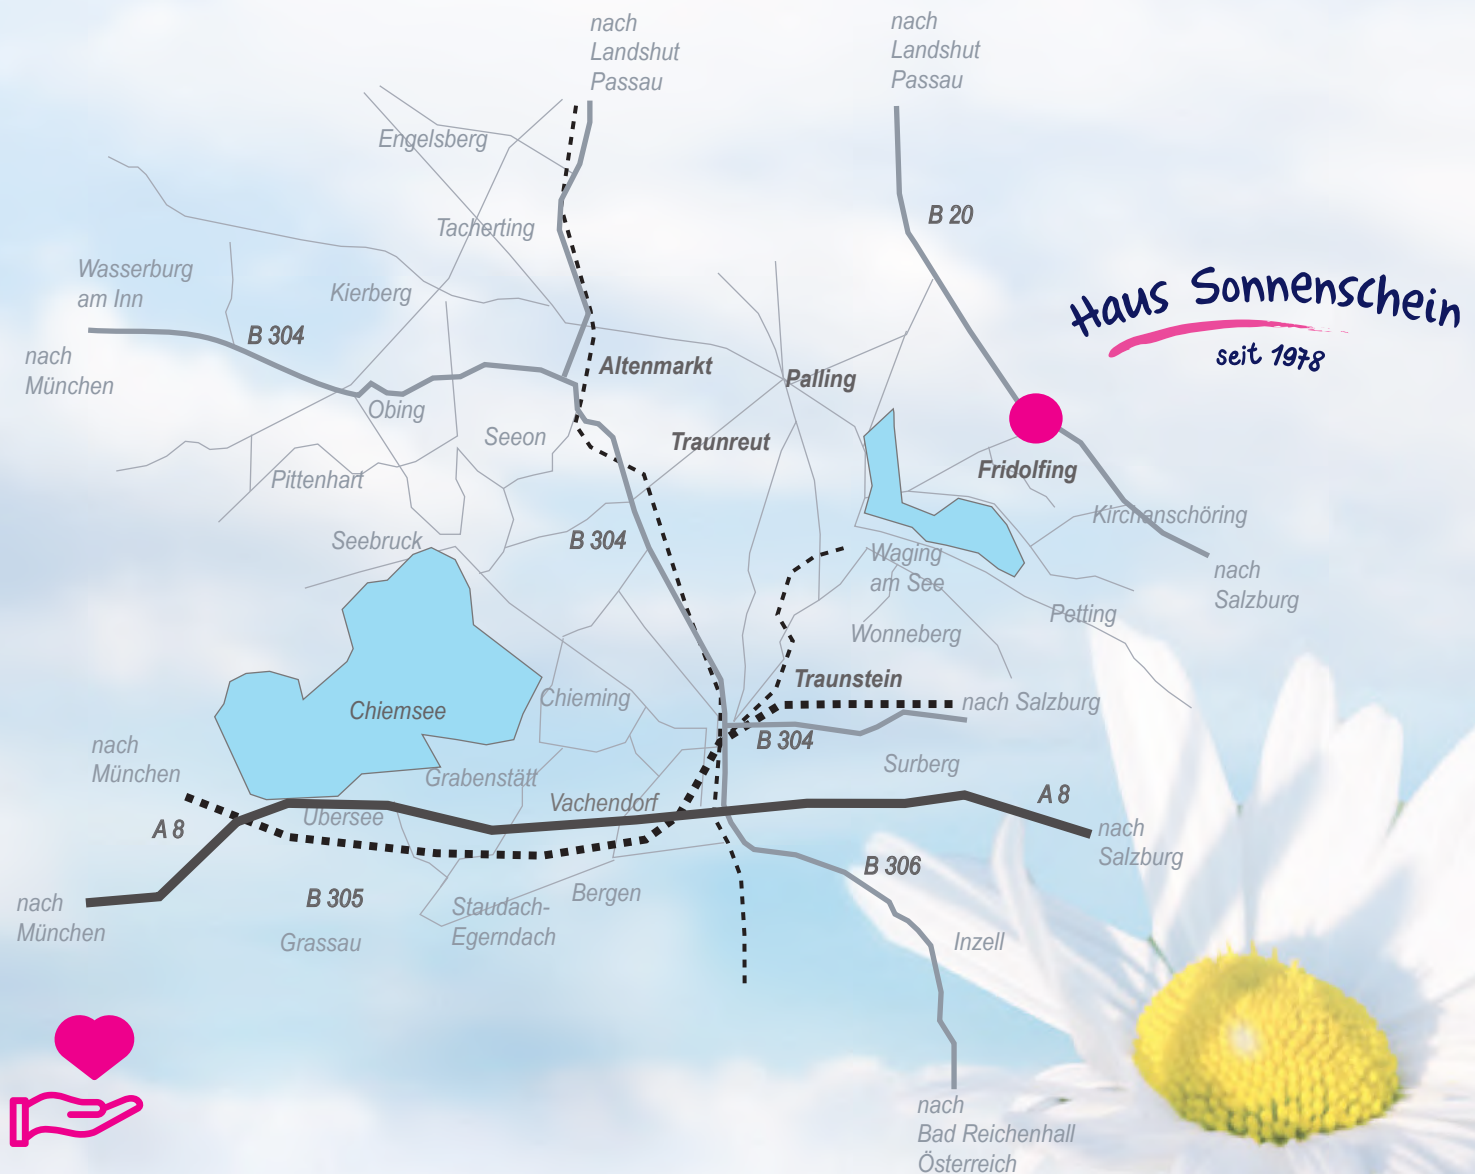 nach
Landshut
Passau
nach
Landshut
Passau
Engelsberg
B 20
Tacherting
Wasserburg
am Inn
Kierberg
Haus Sonnenschein
seit 1978
B 304
nach
München
Altenmarkt
Palling
Obing
Seeon
Traunreut
Pittenhart
Fridolfing
Kirchanschöring
Seebruck
B 304
Waging
am See
nach
Salzburg
Petting
Wonneberg
Traunstein
nach Salzburg
Chieming
Chiemsee
B 304
nach
München
Surberg
Grabenstätt
Vachendorf
A 8
A 8
Übersee
nach
Salzburg
B 306
B 305
Bergen
nach
München
Staudach-
Egerndach
Grassau
Inzell
nach
Bad Reichenhall
Österreich